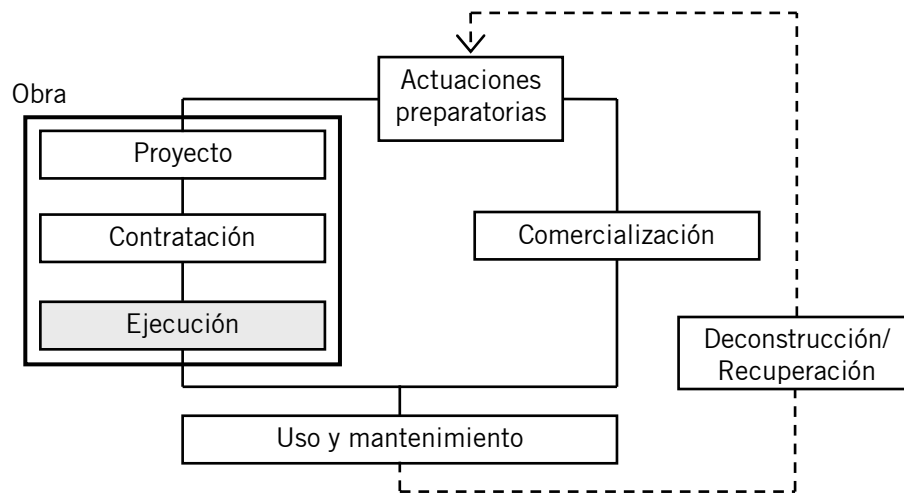 Actuaciones
preparatorias
Obra
Proyecto
Contratación
Comercialización
Ejecución
Deconstrucción/
Recuperación
Uso y mantenimiento